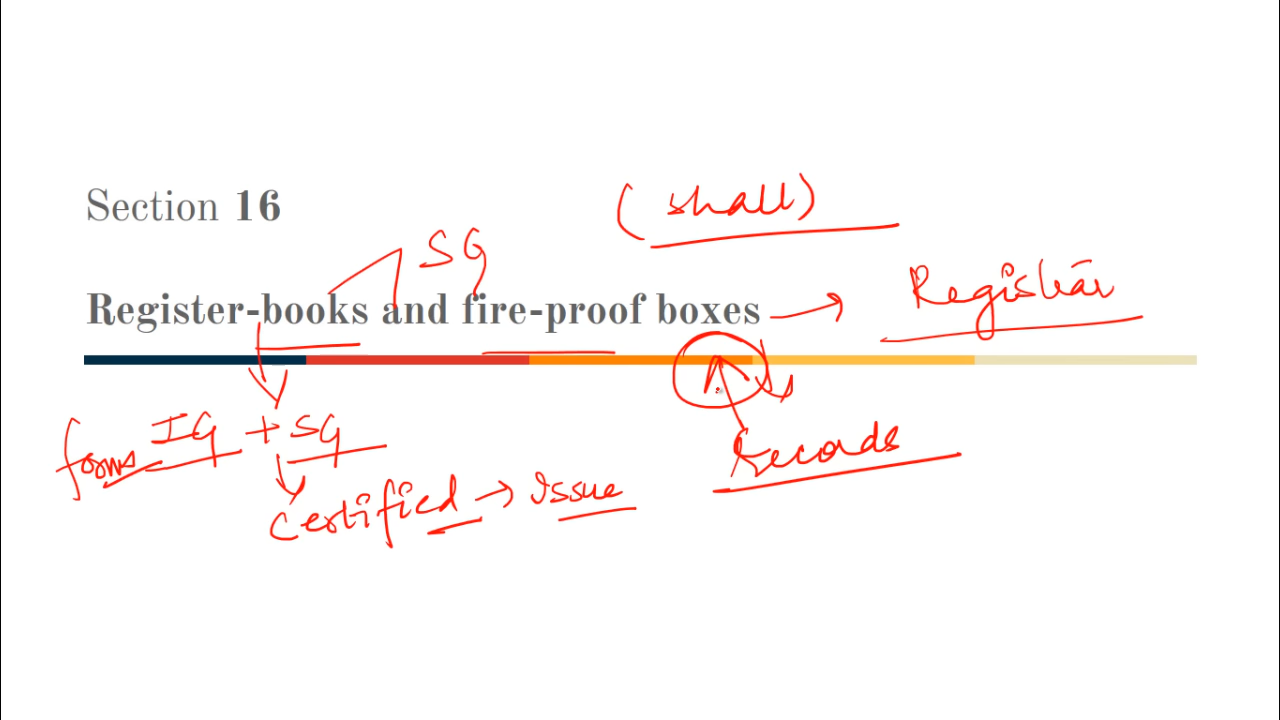 Section 16
(shall)
SG
Register-books and fire-proof boxes → Registrar
forms IG + SG
Records
Certified → Issue